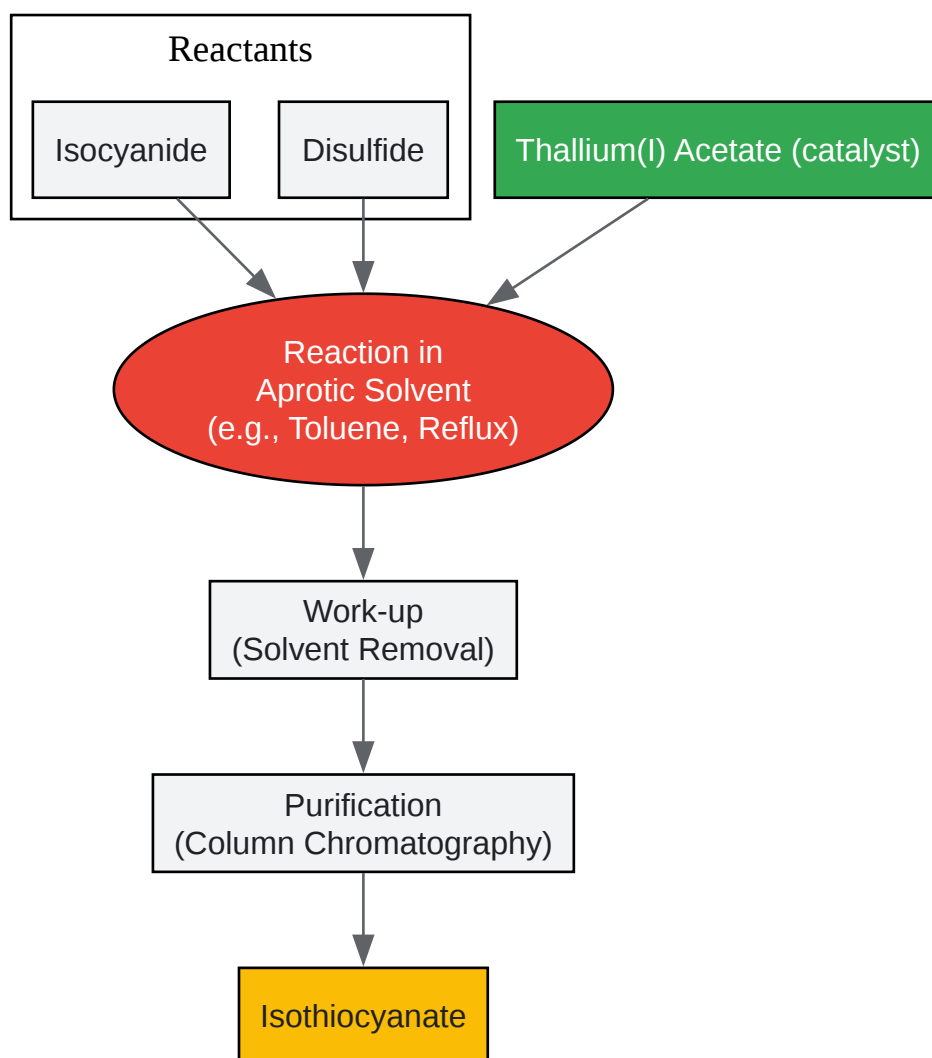 Reactants
Isocyanide
Disulfide
Thallium(I) Acetate (catalyst)
Reaction in
Aprotic Solvent
(e.g., Toluene, Reflux)
Work-up
(Solvent Removal)
Purification
(Column Chromatography)
Isothiocyanate